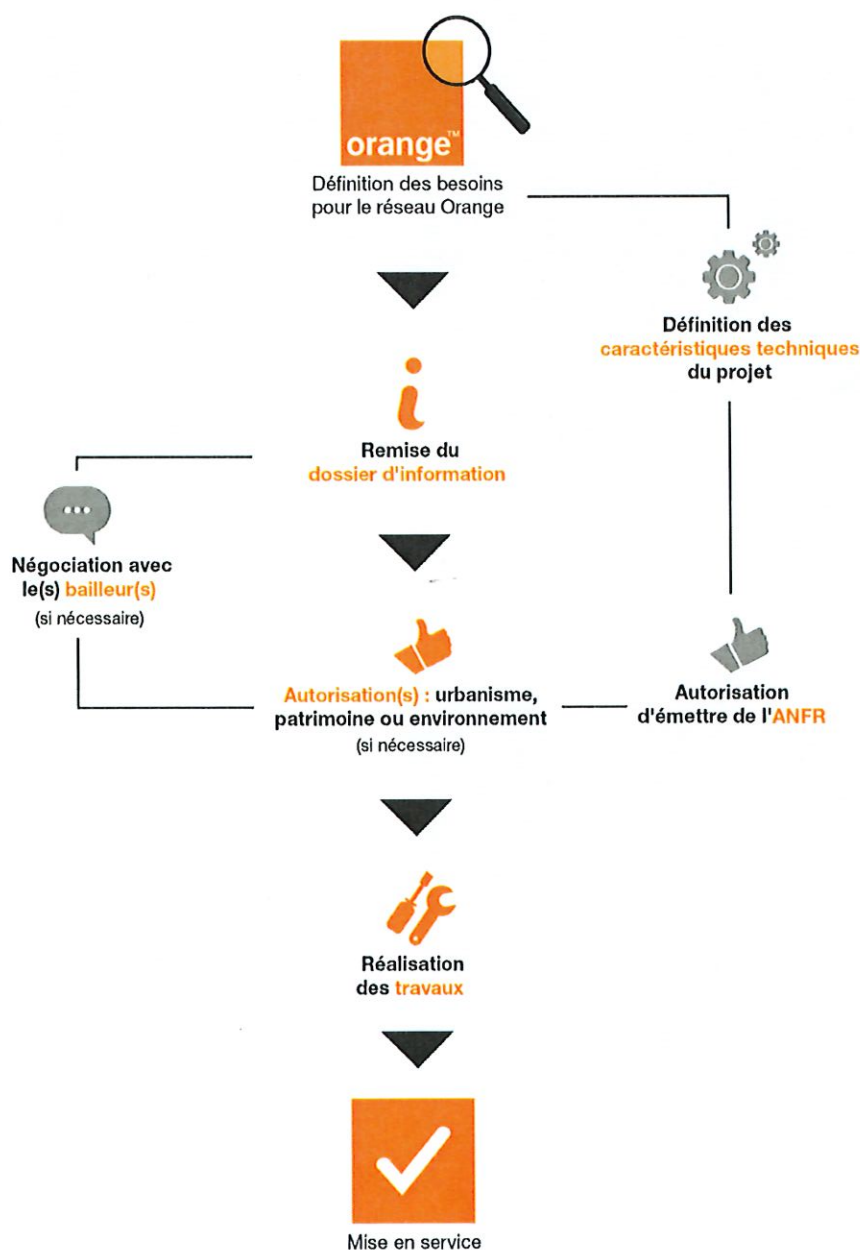 orange™
Définition des besoins
pour le réseau Orange
Définition des
caractéristiques techniques
du projet
Remise du
dossier d'information
Négociation avec
le(s) bailleur(s)
(si nécessaire)
Autorisation(s) : urbanisme,
patrimoine ou environnement
(si nécessaire)
Autorisation
d'émettre de l'ANFR
Réalisation
des travaux
Mise en service